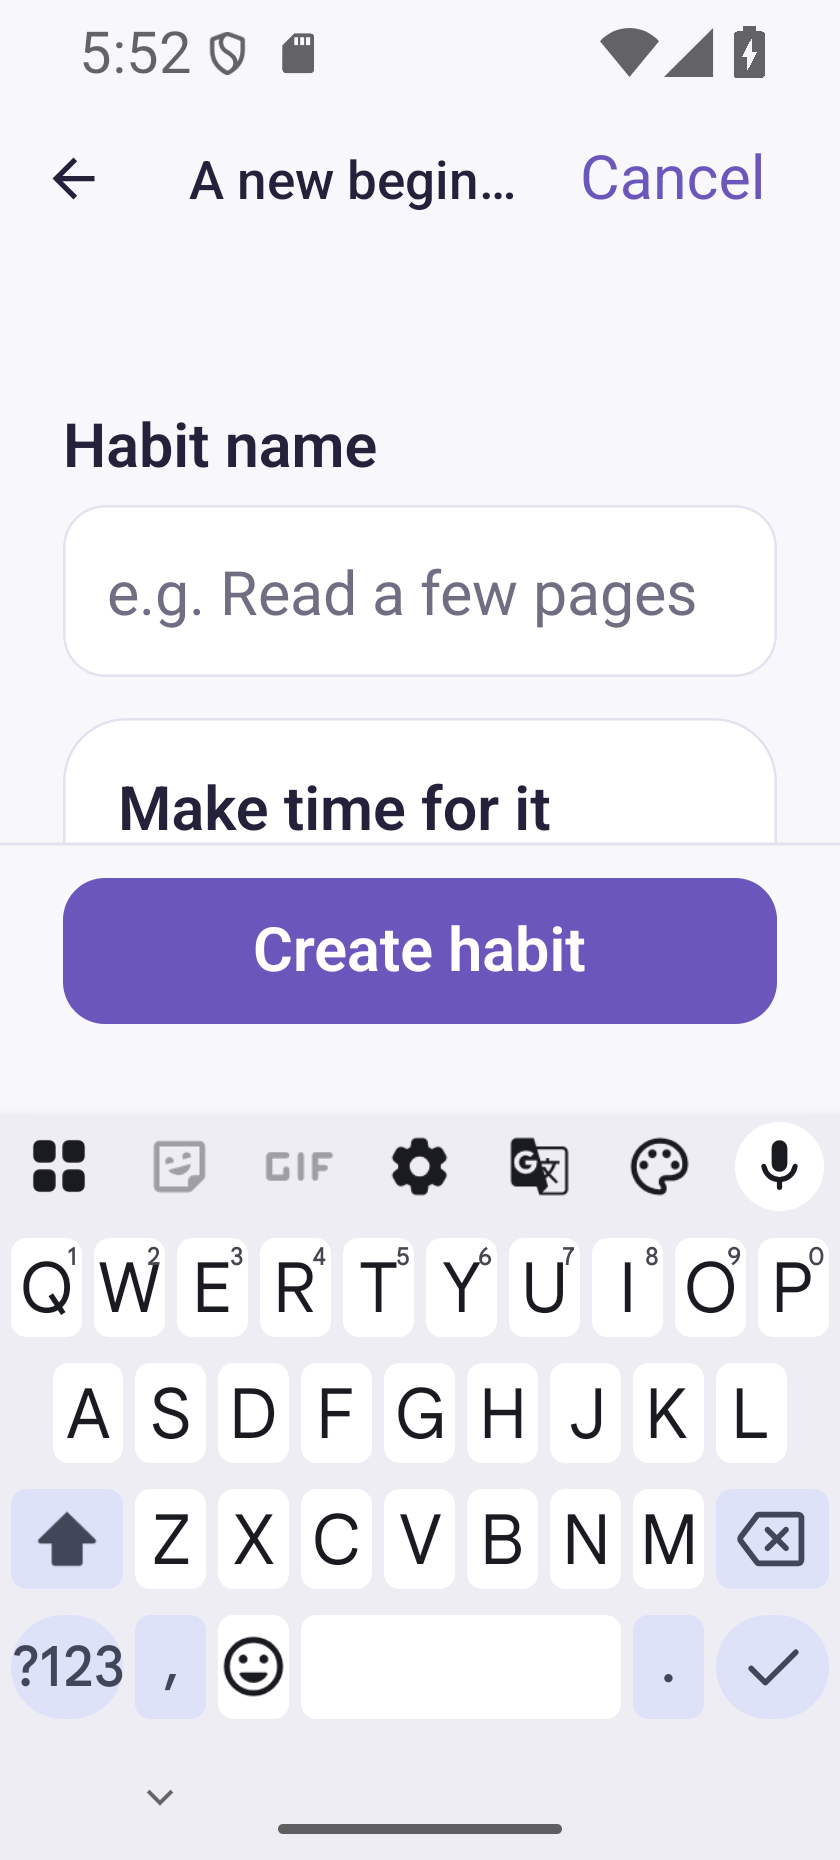 5:52
A new begin...
Cancel
Habit name
e.g. Read a few pages
Make time for it
Create habit
GIF
G 文
Q1 W2 E3 R4 T5 Y6 U7 I8 O9 P0
A S D F G H J K L
Z X C V B N M
?123 , .